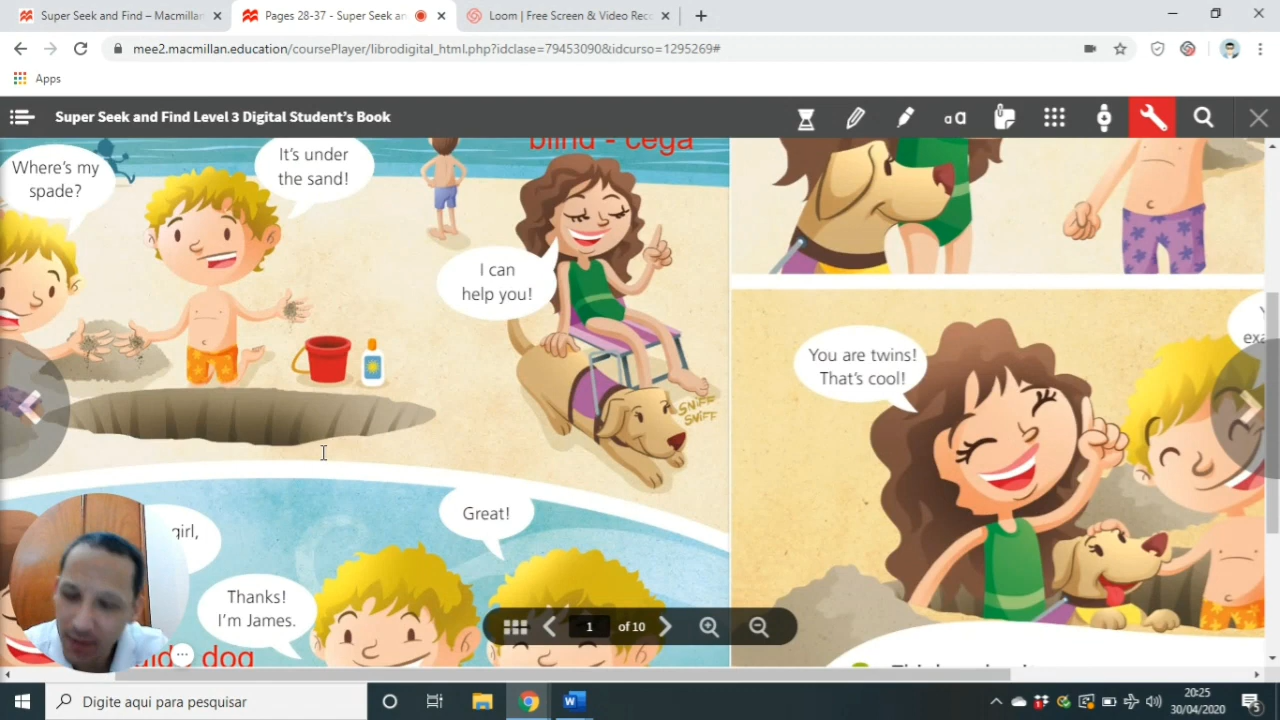 Super Seek and Find – Macmillan
Pages 28-37 - Super Seek an
Loom | Free Screen & Video Rec
mee2.macmillan.education/coursePlayer/librodigital_html.php?idclase=79453090&idcurso=1295269#
Apps
Super Seek and Find Level 3 Digital Student's Book
aα
blind - cega
Where's my
spade?
It's under
the sand!
I can
help you!
SNIFF
SNIFF
You are twins!
That's cool!
girl,
Great!
Thanks!
I'm James.
dog
1 of 10
Digite aqui para pesquisar
20:25
30/04/2020
5